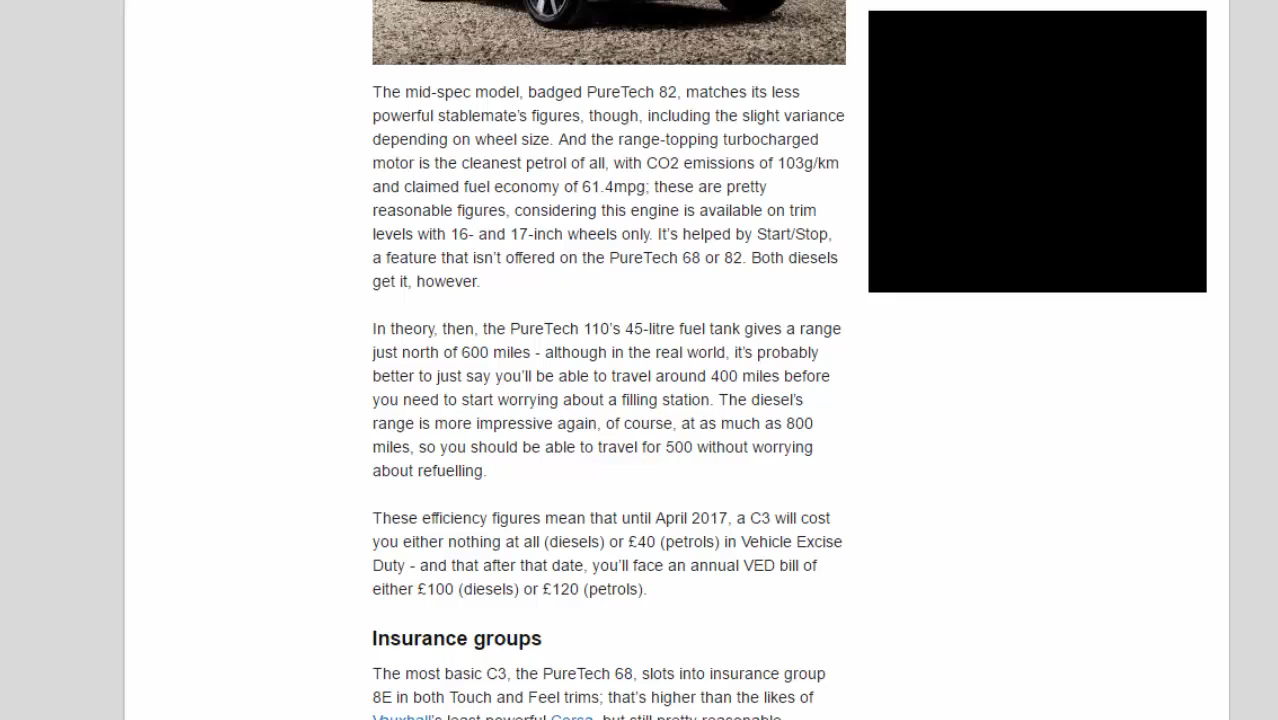 The mid-spec model, badged PureTech 82, matches its less
powerful stablemate's figures, though, including the slight variance
depending on wheel size. And the range-topping turbocharged
motor is the cleanest petrol of all, with CO2 emissions of 103g/km
and claimed fuel economy of 61.4mpg; these are pretty
reasonable figures, considering this engine is available on trim
levels with 16- and 17-inch wheels only. It's helped by Start/Stop,
a feature that isn't offered on the PureTech 68 or 82. Both diesels
get it, however.
In theory, then, the PureTech 110's 45-litre fuel tank gives a range
just north of 600 miles - although in the real world, it's probably
better to just say you'll be able to travel around 400 miles before
you need to start worrying about a filling station. The diesel's
range is more impressive again, of course, at as much as 800
miles, so you should be able to travel for 500 without worrying
about refuelling.
These efficiency figures mean that until April 2017, a C3 will cost
you either nothing at all (diesels) or £40 (petrols) in Vehicle Excise
Duty - and that after that date, you'll face an annual VED bill of
either £100 (diesels) or £120 (petrols).
Insurance groups
The most basic C3, the PureTech 68, slots into insurance group
8E in both Touch and Feel trims; that's higher than the likes of
Vauxhall's least powerful Corsa, but still pretty reasonable.